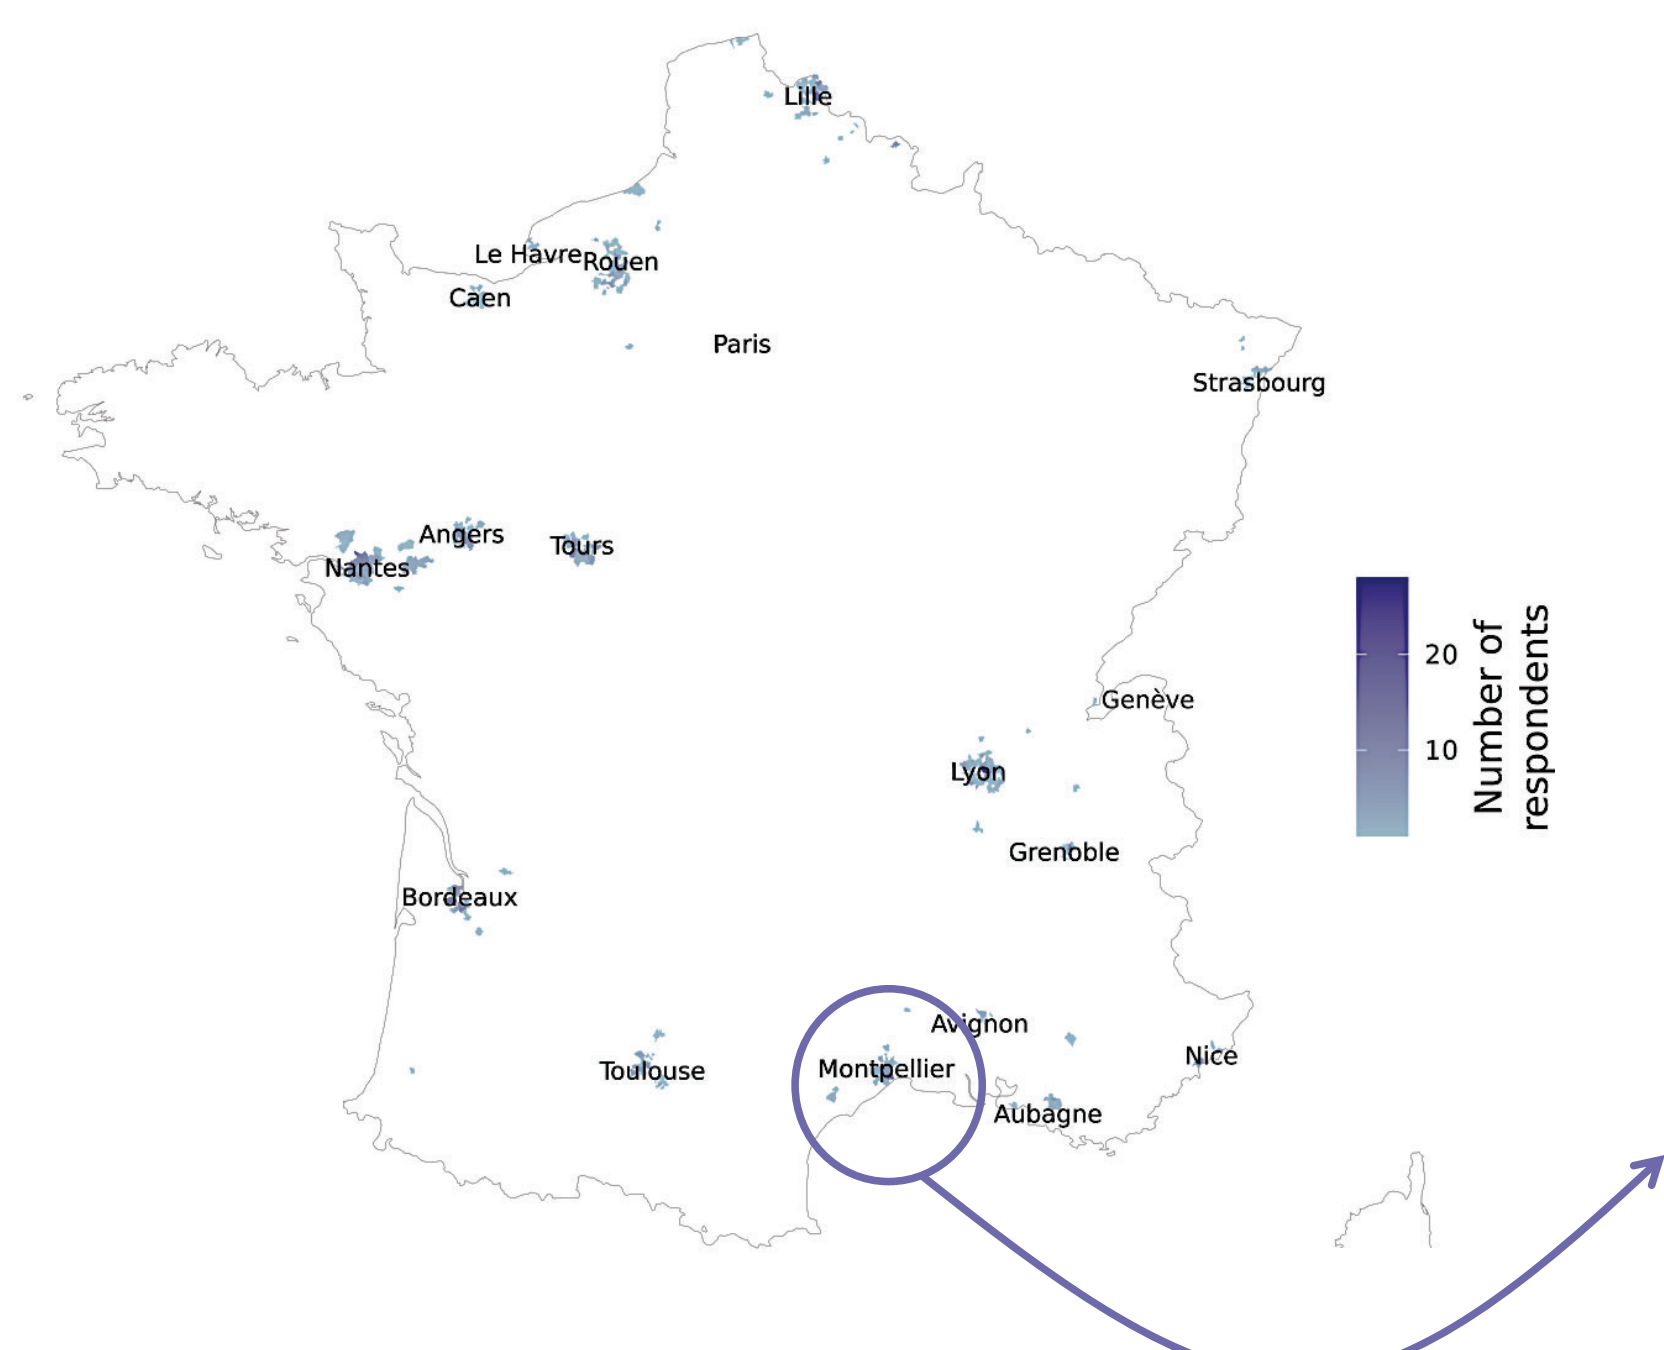 Lille
Le Havre
Rouen
Caen
Paris
Strasbourg
Angers
Tours
Nantes
Genève
Lyon
Grenoble
Bordeaux
Avignon
Montpellier
Toulouse
Nice
Aubagne
20
10
Number of
respondents